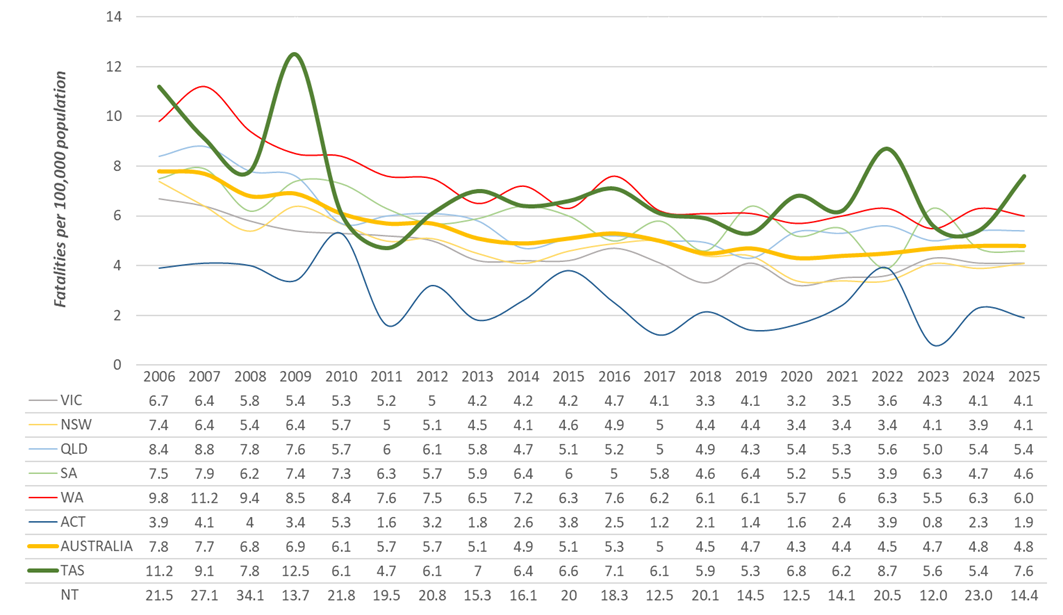 Fatalities per 100,000 population
14
12
10
8
6
4
2
0
2006 2007 2008 2009 2010 2011 2012 2013 2014 2015 2016 2017 2018 2019 2020 2021 2022 2023 2024 2025
VIC 6.7 6.4 5.8 5.4 5.3 5.2 5 4.2 4.2 4.2 4.7 4.1 3.3 4.1 3.2 3.5 3.6 4.3 4.1 4.1
NSW 7.4 6.4 5.4 6.4 5.7 5 5.1 4.5 4.1 4.6 4.9 5 4.4 4.4 3.4 3.4 3.4 4.1 3.9 4.1
QLD 8.4 8.8 7.8 7.6 5.7 6 6.1 5.8 4.7 5.1 5.2 5 4.9 4.3 5.4 5.3 5.6 5.0 5.4 5.4
SA 7.5 7.9 6.2 7.4 7.3 6.3 5.7 5.9 6.4 6 5 5.8 4.6 6.4 5.2 5.5 3.9 6.3 4.7 4.6
WA 9.8 11.2 9.4 8.5 8.4 7.6 7.5 6.5 7.2 6.3 7.6 6.2 6.1 6.1 5.7 6 6.3 5.5 6.3 6.0
ACT 3.9 4.1 4 3.4 5.3 1.6 3.2 1.8 2.6 3.8 2.5 1.2 2.1 1.4 1.6 2.4 3.9 0.8 2.3 1.9
AUSTRALIA 7.8 7.7 6.8 6.9 6.1 5.7 5.7 5.1 4.9 5.1 5.3 5 4.5 4.7 4.3 4.4 4.5 4.7 4.8 4.8
TAS 11.2 9.1 7.8 12.5 6.1 4.7 6.1 7 6.4 6.6 7.1 6.1 5.9 5.3 6.8 6.2 8.7 5.6 5.4 7.6
NT 21.5 27.1 34.1 13.7 21.8 19.5 20.8 15.3 16.1 20 18.3 12.5 20.1 14.5 12.5 14.1 20.5 12.0 23.0 14.4